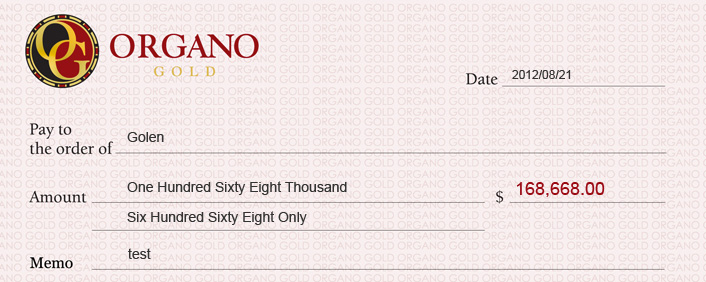 OG ORGANO
GOLD
Date 2012/08/21
Pay to
the order of Golen
Amount One Hundred Sixty Eight Thousand $ 168,668.00
Six Hundred Sixty Eight Only
Memo test